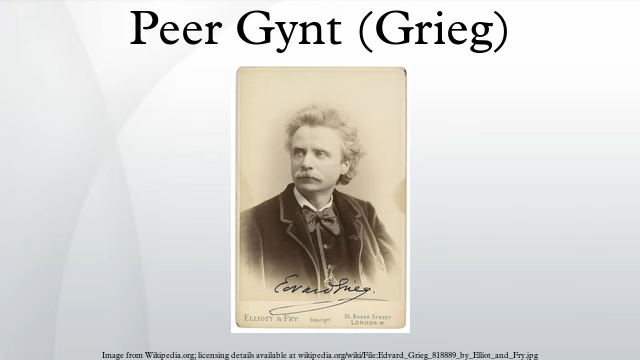 Peer Gynt (Grieg)
Edvard Grieg.
ELLIOTT & FRY Copyright 55, BAKER STREET
LONDON. W.
Image from Wikipedia.org; licensing details available at wikipedia.org/wiki/File:Edvard_Grieg_818889_by_Elliot_and_Fry.jpg